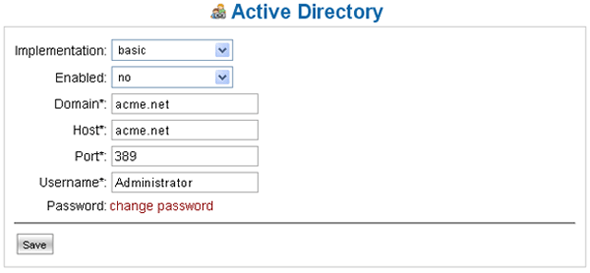 Active Directory
Implementation: basic
Enabled: no
Domain*: acme.net
Host*: acme.net
Port*: 389
Username*: Administrator
Password: change password
Save